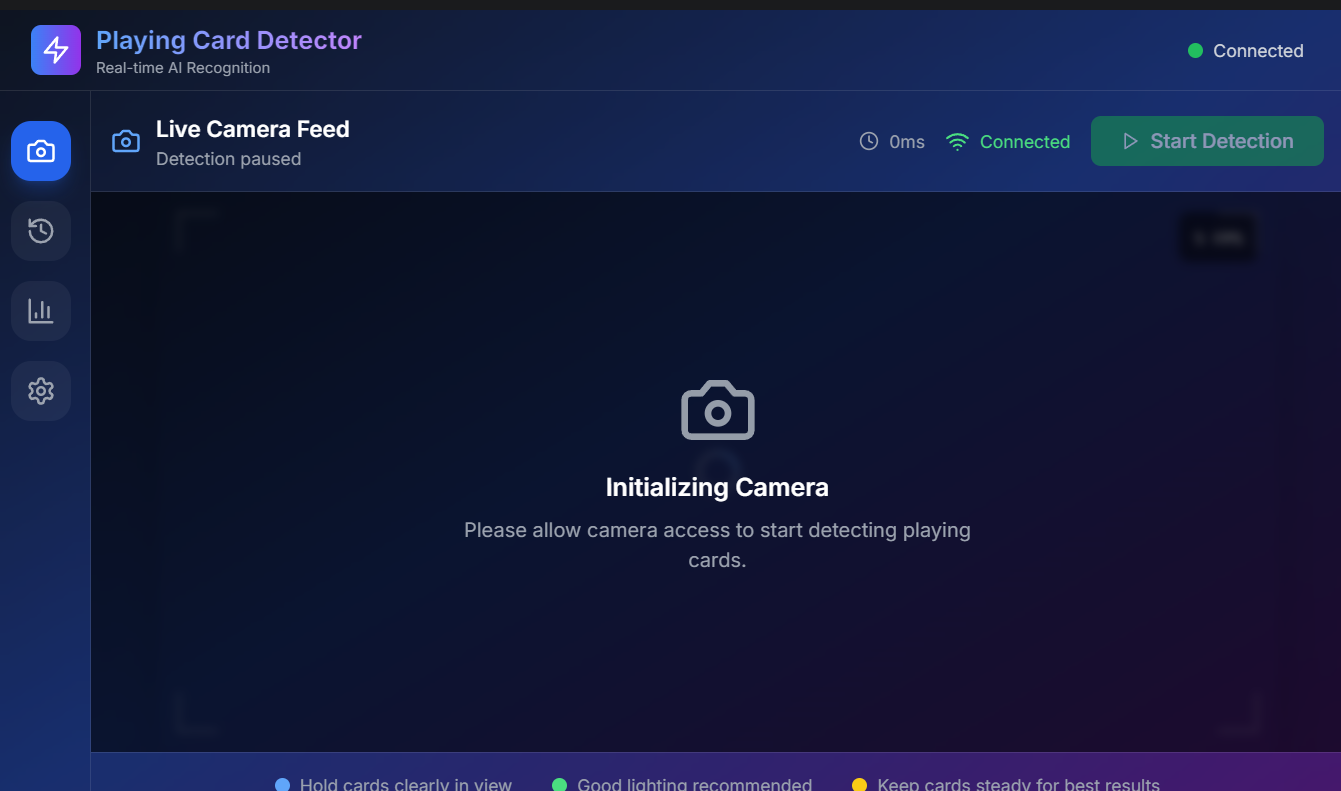 Playing Card Detector
Real-time AI Recognition
Connected
Live Camera Feed
Detection paused
0ms
Connected
Start Detection
Initializing Camera
Please allow camera access to start detecting playing
cards.
Hold cards clearly in view
Good lighting recommended
Keep cards steady for best results